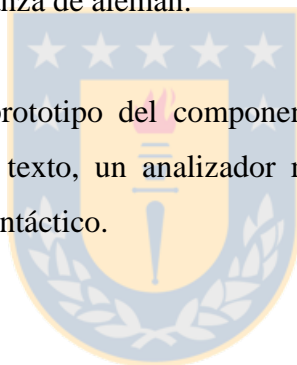 nza de alemán.
prototipo del componen
texto, un analizador
ntáctico.